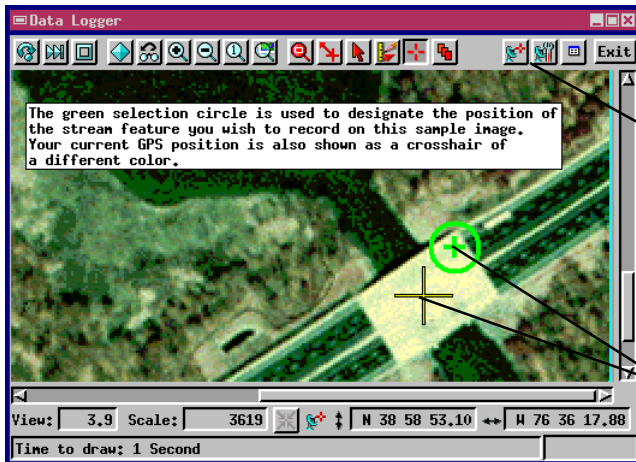 Data Logger
1
Exit
The green selection circle is used to designate the position of
the stream feature you wish to record on this sample image.
Your current GPS position is also shown as a crosshair of
a different color.
View: 3.9 Scale: 3619 N 38 58 53.10 W 76 36 17.88
Time to draw: 1 Second